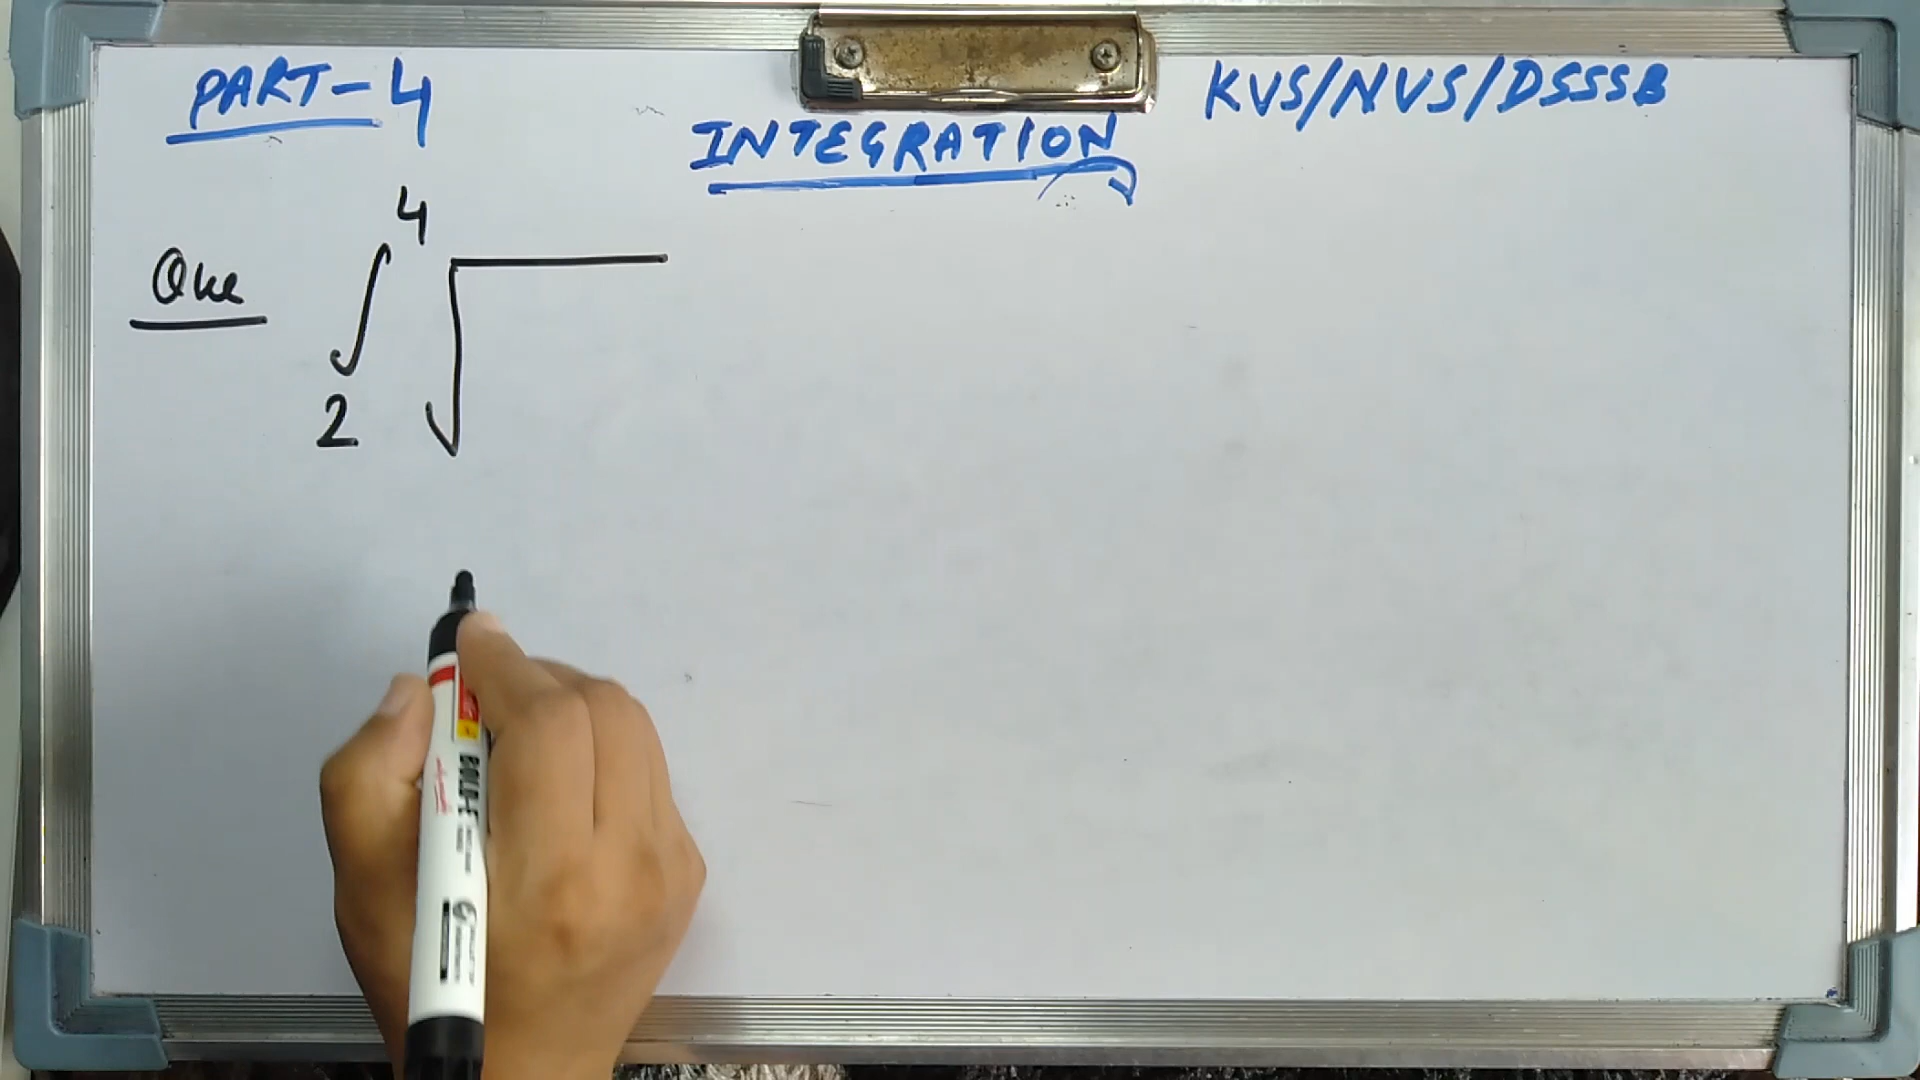 PART-4
KVS/NVS/DSSSB
INTEGRATION
Que ∫ 4 2 √